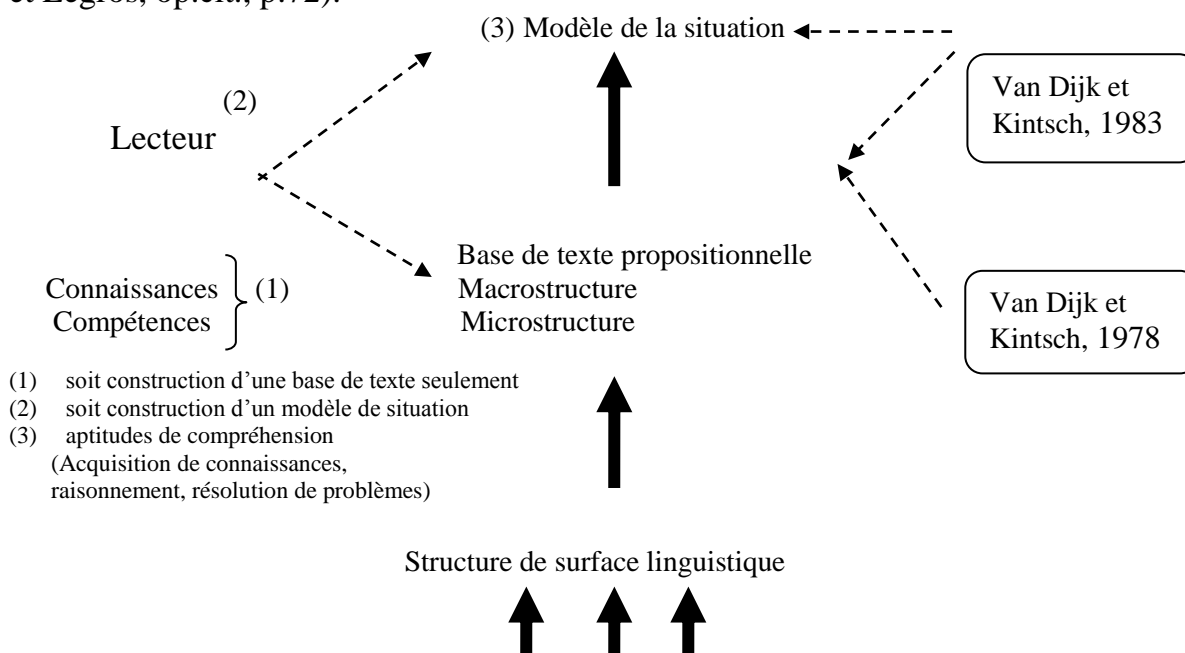 et Legros, op.cit., p.72).
(3) Modèle de la situation
Van Dijk et
Kintsch, 1983
(2)
Lecteur
Base de texte propositionnelle
Macrostructure
Microstructure
Connaissances
Compétences
(1)
Van Dijk et
Kintsch, 1978
(1) soit construction d'une base de texte seulement
(2) soit construction d'un modèle de situation
(3) aptitudes de compréhension
(Acquisition de connaissances,
raisonnement, résolution de problèmes)
Structure de surface linguistique